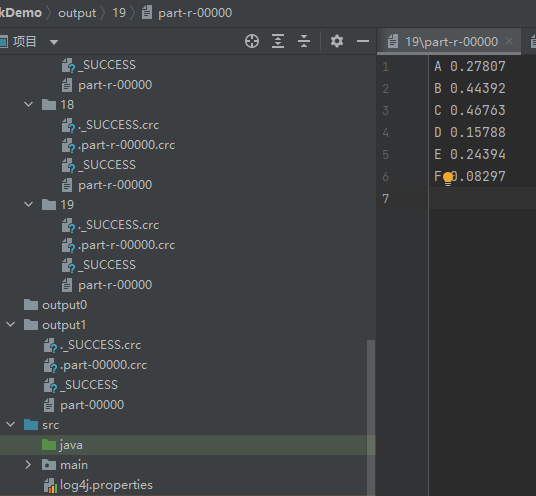 kDemo output 19 part-r-00000
项目
_SUCCESS
part-r-00000
18
._SUCCESS.crc
.part-r-00000.crc
_SUCCESS
part-r-00000
19
._SUCCESS.crc
.part-r-00000.crc
_SUCCESS
part-r-00000
output0
output1
._SUCCESS.crc
.part-00000.crc
_SUCCESS
part-00000
src
java
main
log4j.properties
19\part-r-00000
1 A 0.27807
2 B 0.44392
3 C 0.46763
4 D 0.15788
5 E 0.24394
6 F 0.08297
7